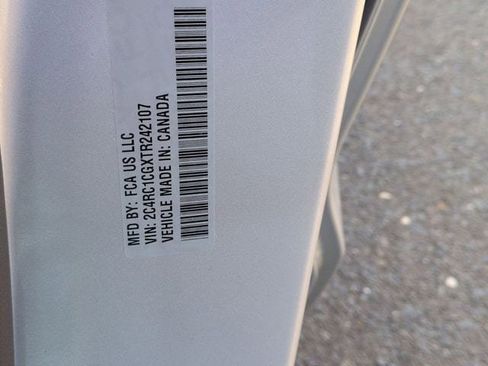 MFD BY: FCA US LLC
VIN: 2C4RC1CGXTR242107
VEHICLE MADE IN: CANADA